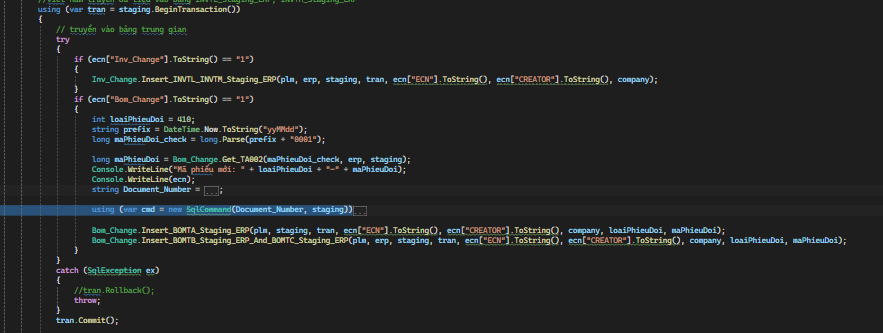 using (var tran = staging.BeginTransaction())
{
// truyền vào bảng trung gian
try
{
if (ecn["Inv_Change"].ToString() == "1")
{
Inv_Change.Insert_INVTL_INVTM_Staging_ERP(plm, erp, staging, tran, ecn["ECN"].ToString(), ecn["CREATOR"].ToString(), company);
}
if (ecn["Bom_Change"].ToString() == "1")
{
int loaiPhieuDoi = 410;
string prefix = DateTime.Now.ToString("yyMMdd");
long maPhieuDoi_check = long.Parse(prefix + "0001");
long maPhieuDoi = Bom_Change.Get_TA002(maPhieuDoi_check, erp, staging);
Console.WriteLine("Mã phiếu mới: " + loaiPhieuDoi + "-" + maPhieuDoi);
Console.WriteLine(ecn);
string Document_Number = ...;
using (var cmd = new SqlCommand(Document_Number, staging))...
Bom_Change.Insert_BOMTA_Staging_ERP(plm, staging, tran, ecn["ECN"].ToString(), ecn["CREATOR"].ToString(), company, loaiPhieuDoi, maPhieuDoi);
Bom_Change.Insert_BOMTB_Staging_ERP_And_BOMTC_Staging_ERP(plm, erp, staging, tran, ecn["ECN"].ToString(), ecn["CREATOR"].ToString(), company, loaiPhieuDoi, maPhieuDoi);
}
}
catch (SqlException ex)
{
//tran.Rollback();
throw;
}
tran.Commit();